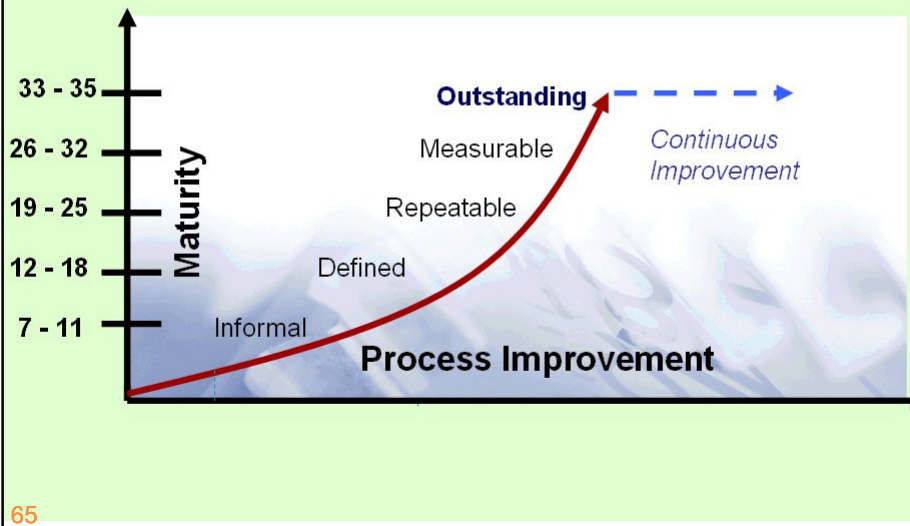 33 - 35
Outstanding
26 - 32
Measurable
Continuous
Improvement
19 - 25
Repeatable
Maturity
12 - 18
Defined
7 - 11
Informal
Process Improvement
65